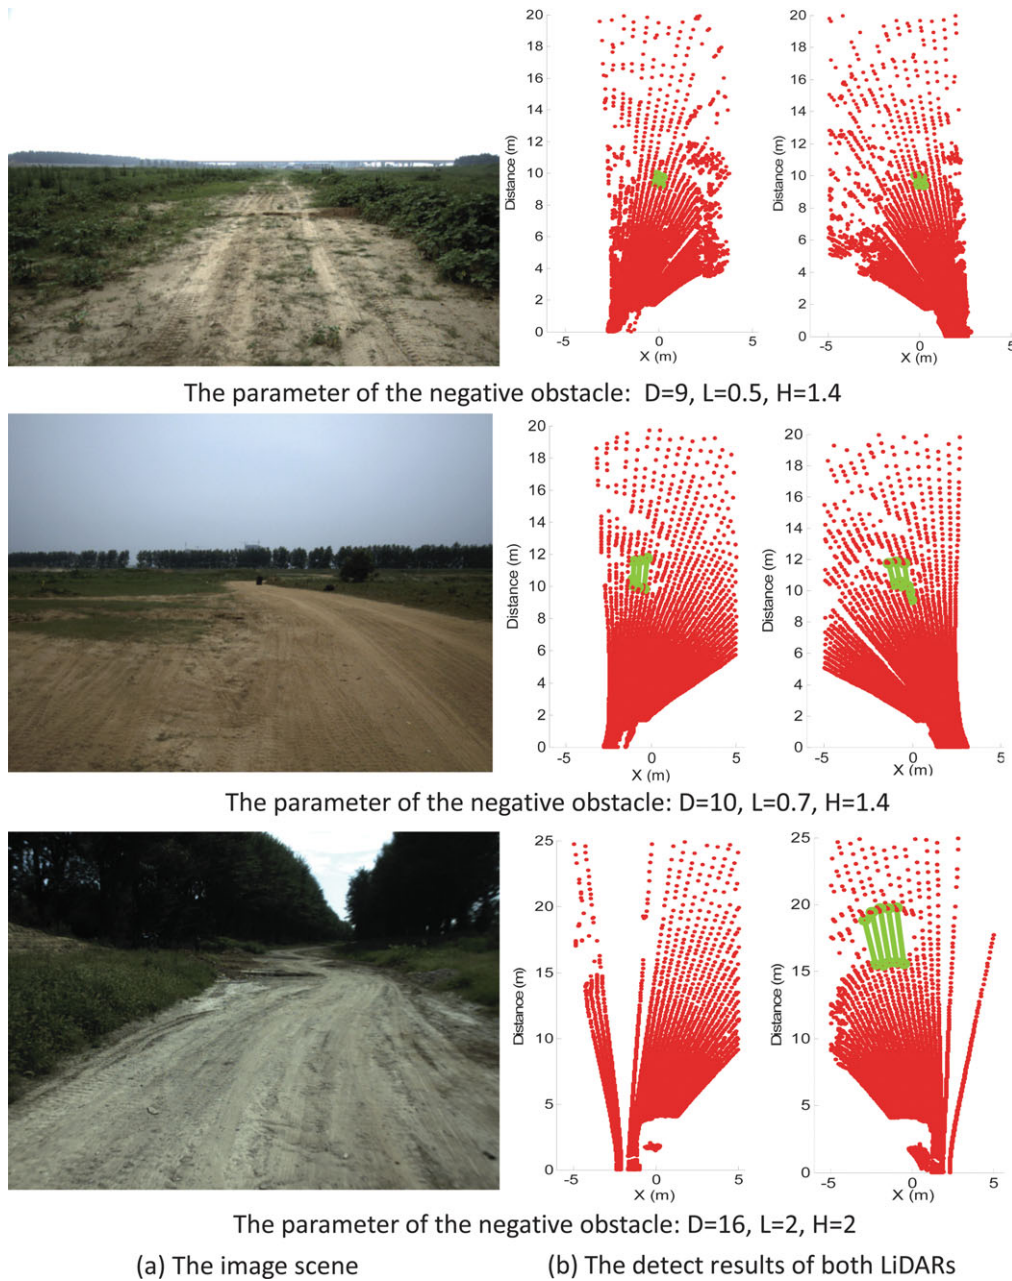 20
18
16
14
12
10
8
6
4
2
0
Distance (m)
-5 0 5
X (m)
20
18
16
14
12
10
8
6
4
2
0
Distance (m)
-5 0 5
X (m)
The parameter of the negative obstacle: D=9, L=0.5, H=1.4
20
18
16
14
12
10
8
6
4
2
0
Distance (m)
-5 0 5
X (m)
20
18
16
14
12
10
8
6
4
2
0
Distance (m)
-5 0 5
X (m)
The parameter of the negative obstacle: D=10, L=0.7, H=1.4
25
20
15
10
5
0
Distance (m)
-5 0 5
X (m)
25
20
15
10
5
0
Distance (m)
-5 0 5
X (m)
The parameter of the negative obstacle: D=16, L=2, H=2
(a) The image scene
(b) The detect results of both LiDARs